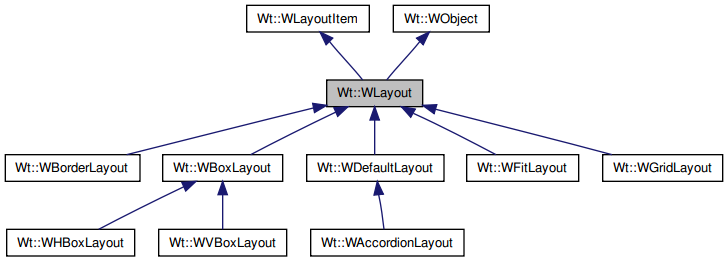 Wt::WLayoutItem
Wt::WObject
Wt::WLayout
Wt::WBorderLayout
Wt::WBoxLayout
Wt::WDefaultLayout
Wt::WFitLayout
Wt::WGridLayout
Wt::WHBoxLayout
Wt::WVBoxLayout
Wt::WAccordionLayout